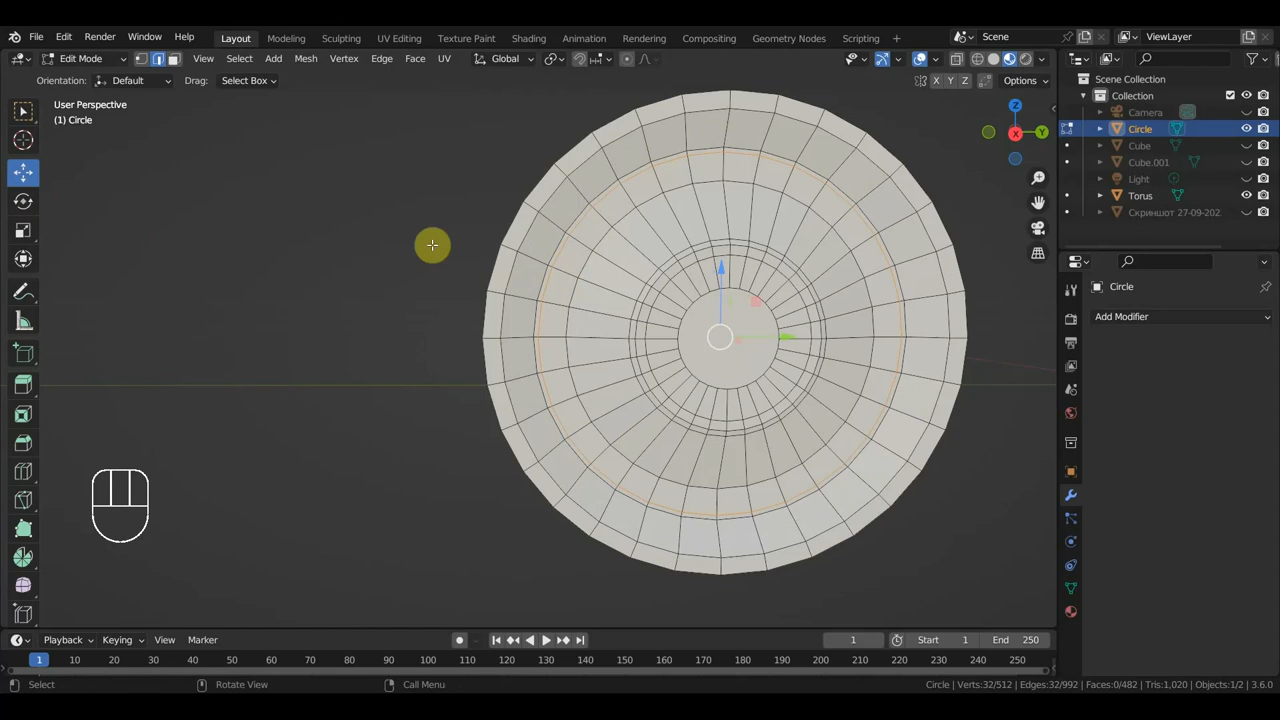 File Edit Render Window Help Layout Modeling Sculpting UV Editing Texture Paint Shading Animation Rendering Compositing Geometry Nodes Scripting + Scene ViewLayer
Edit Mode View Select Add Mesh Vertex Edge Face UV Global
Orientation: Default Drag: Select Box X Y Z Options
User Perspective
(1) Circle
Z
X Y
Scene Collection
Collection
Camera
Circle
Cube
Cube.001
Light
Torus
Скриншот 27-09-202
Circle
Add Modifier
Playback Keying View Marker 1 Start 1 End 250
1 10 20 30 40 50 60 70 80 90 100 110 120 130 140 150 160 170 180 190 200 210 220 230 240 250
Select Rotate View Call Menu Circle | Verts:32/512 | Edges:32/992 | Faces:0/482 | Tris:1,020 | Objects:1/2 | 3.6.0